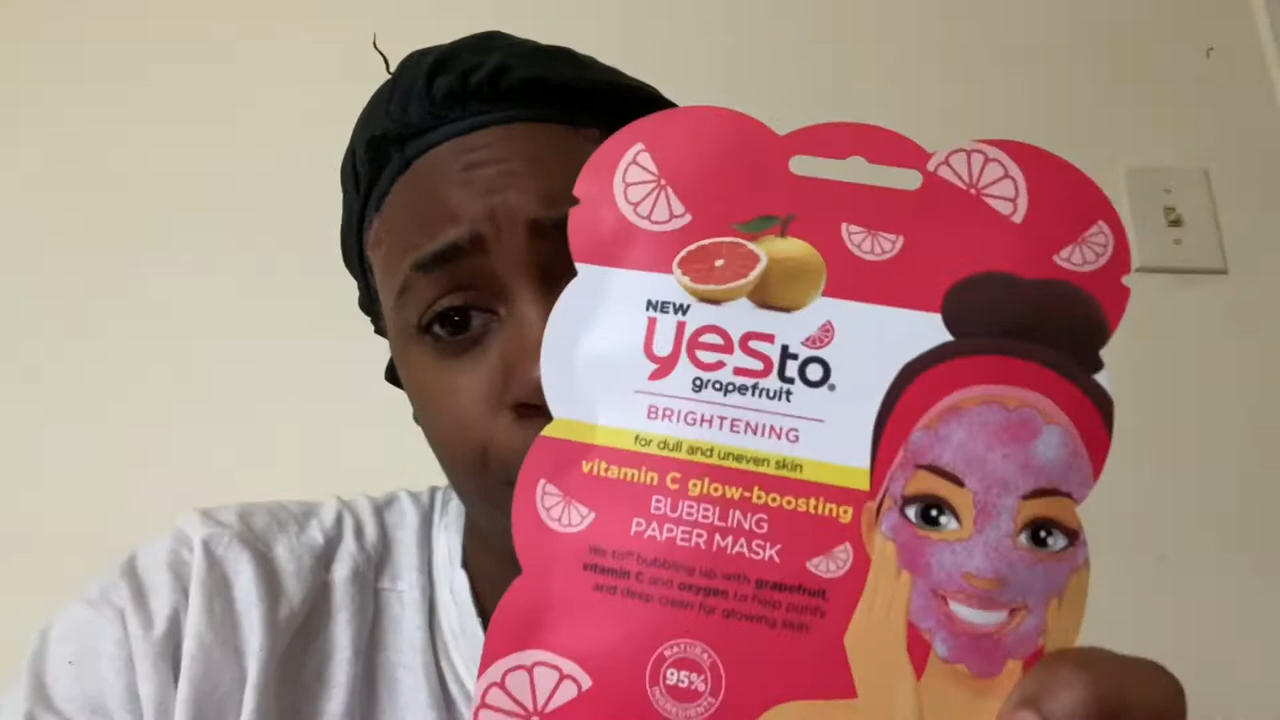 NEW
yesto®
grapefruit
BRIGHTENING
for dull and uneven skin
vitamin C glow-boosting
BUBBLING
PAPER MASK
Yes to® bubbling up with grapefruit,
vitamin C and oxygen to help purify
and deep clean for glowing skin
NATURAL
95%
INGREDIENTS